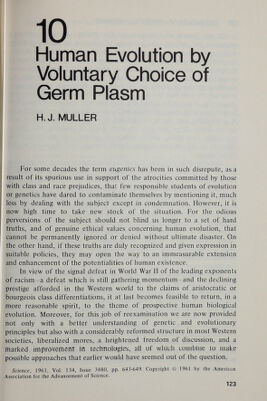 10
Human Evolution by
Voluntary Choice of
Germ Plasm
H. J. MULLER
For some decades the term eugenics has been in such disrepute, as a
result of its spurious use in support of the atrocities committed by those
with class and race prejudices, that few responsible students of evolution
or genetics have dared to contaminate themselves by mentioning it, much
less by dealing with the subject except in condemnation. However, it is
now high time to take new stock of the situation. For the odious
perversions of the subject should not blind us longer to a set of hard
truths, and of genuine ethical values concerning human evolution, that
cannot be permanently ignored or denied without ultimate disaster. On
the other hand, if these truths are duly recognized and given expression in
suitable policies, they may open the way to an immeasurable extension
and enhancement of the potentialities of human existence.
In view of the signal defeat in World War II of the leading exponents
of racism-a defeat which is still gathering momentum-and the declining
prestige afforded in the Western world to the claims of aristocratic or
bourgeois class differentiations, it at last becomes feasible to return, in a
more reasonable spirit, to the theme of prospective human biological
evolution. Moreover, for this job of reexamination we are now provided
not only with a better understanding of genetic and evolutionary
principles but also with a considerably reformed structure in most Western
societies, liberalized mores, a heightened freedom of discussion, and a
marked improvement in technologies, all of which combine to make
possible approaches that earlier would have seemed out of the question.
Science, 1961, Vol. 134, Issue 3480, pp. 643-649. Copyright © 1961 by the American
Association for the Advancement of Science.
123